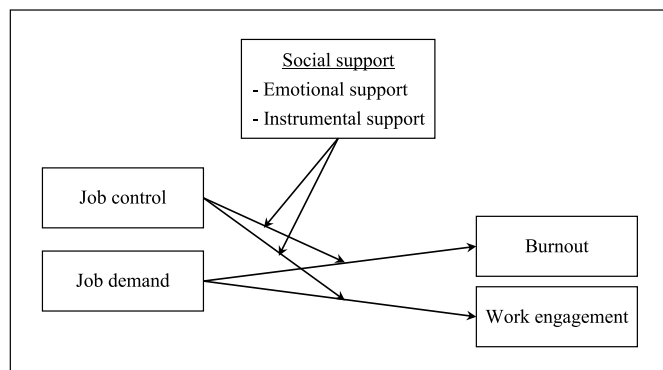 Social support
- Emotional support
- Instrumental support
Job control
Job demand
Burnout
Work engagement